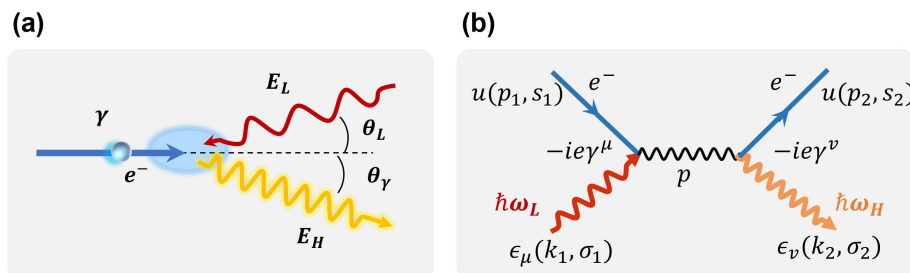 (a)
E_L
γ
θ_L
e^-
θ_γ
E_H
(b)
e^- e^-
u(p_1, s_1) u(p_2, s_2)
-ieγ^μ -ieγ^ν
p
ħω_L ħω_H
ϵ_μ(k_1, σ_1) ϵ_ν(k_2, σ_2)